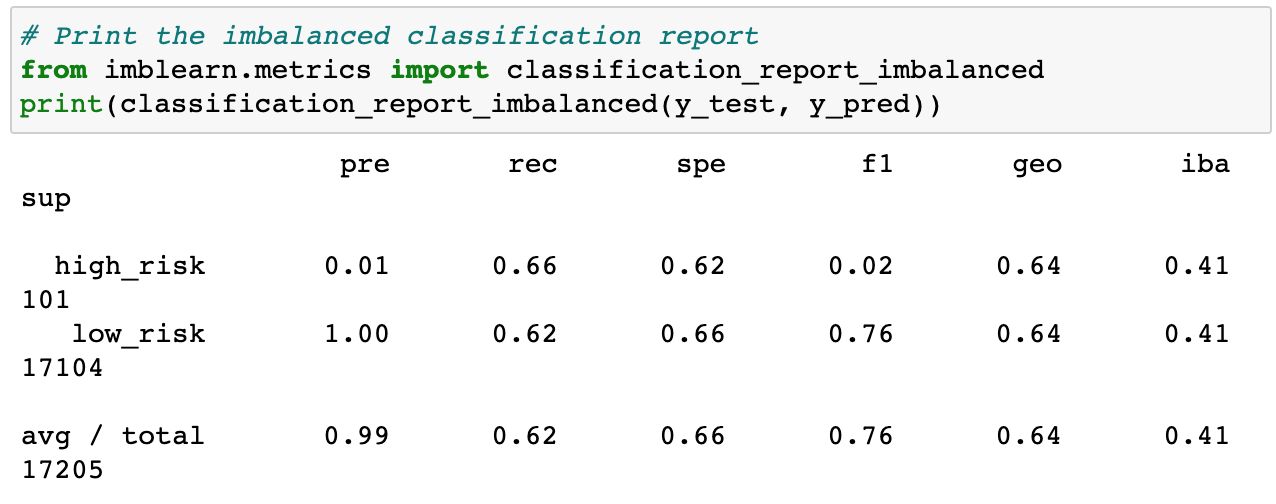 # Print the imbalanced classification report
from imblearn.metrics import classification_report_imbalanced
print(classification_report_imbalanced(y_test, y_pred))
pre rec spe f1 geo iba
sup
high_risk 0.01 0.66 0.62 0.02 0.64 0.41
101
low_risk 1.00 0.62 0.66 0.76 0.64 0.41
17104
avg / total 0.99 0.62 0.66 0.76 0.64 0.41
17205